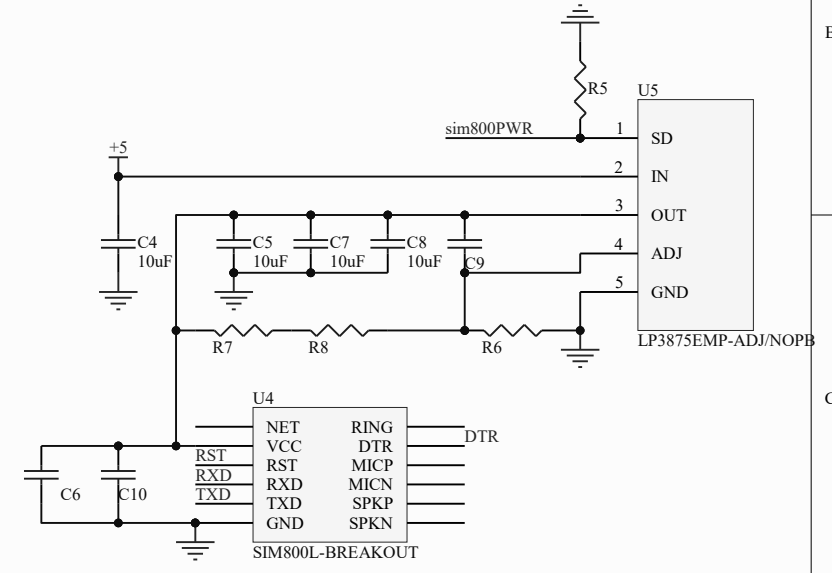 R5
U5
sim800PWR
1
SD
+5
2
IN
3
OUT
C4
10uF
C5
10uF
C7
10uF
C8
10uF
C9
4
ADJ
5
GND
R7
R8
R6
LP3875EMP-ADJ/NOPB
U4
NET
RING
VCC
DTR
DTR
RST
RST
MICP
RXD
RXD
MICN
TXD
TXD
SPKP
GND
SPKN
C6
C10
SIM800L-BREAKOUT